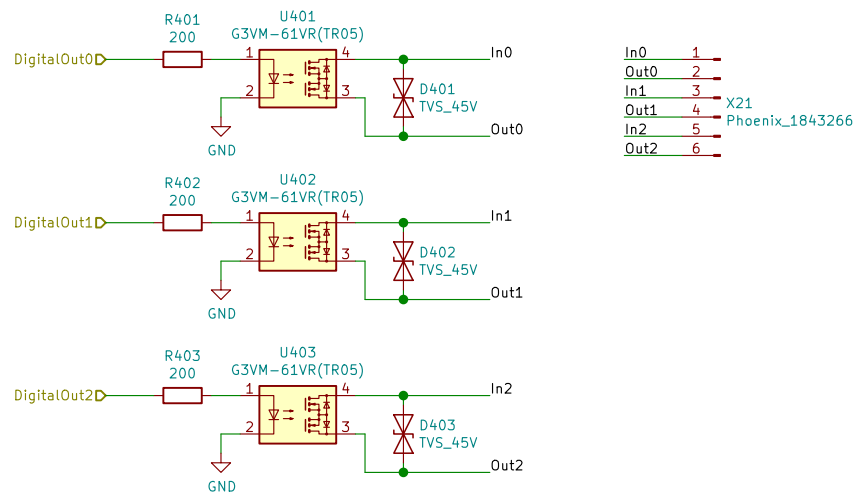 R401
200
U401
G3VM-61VR(TR05)
DigitalOut0
1
2
4
3
In0
D401
TVS_45V
Out0
GND
In0
1
Out0
2
In1
3
Out1
4
In2
5
Out2
6
X21
Phoenix_1843266
R402
200
U402
G3VM-61VR(TR05)
DigitalOut1
1
2
4
3
In1
D402
TVS_45V
Out1
GND
R403
200
U403
G3VM-61VR(TR05)
DigitalOut2
1
2
4
3
In2
D403
TVS_45V
Out2
GND